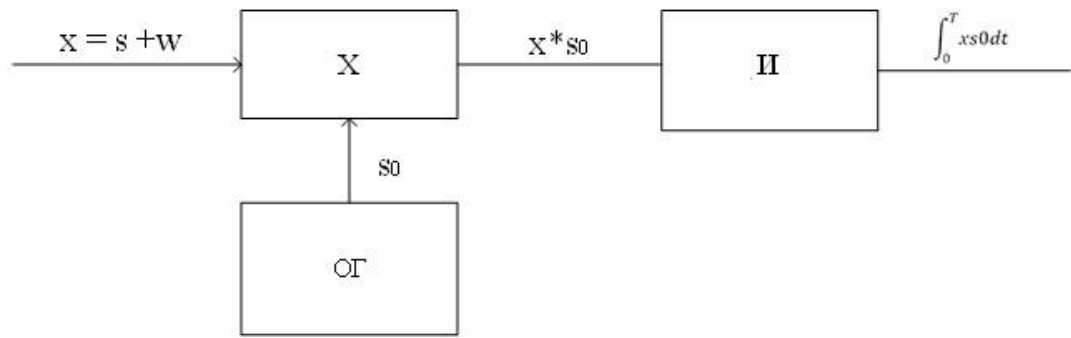 x = s +w
X
x*s0
И
∫₀ᵀ xs0dt
s0
ОГ